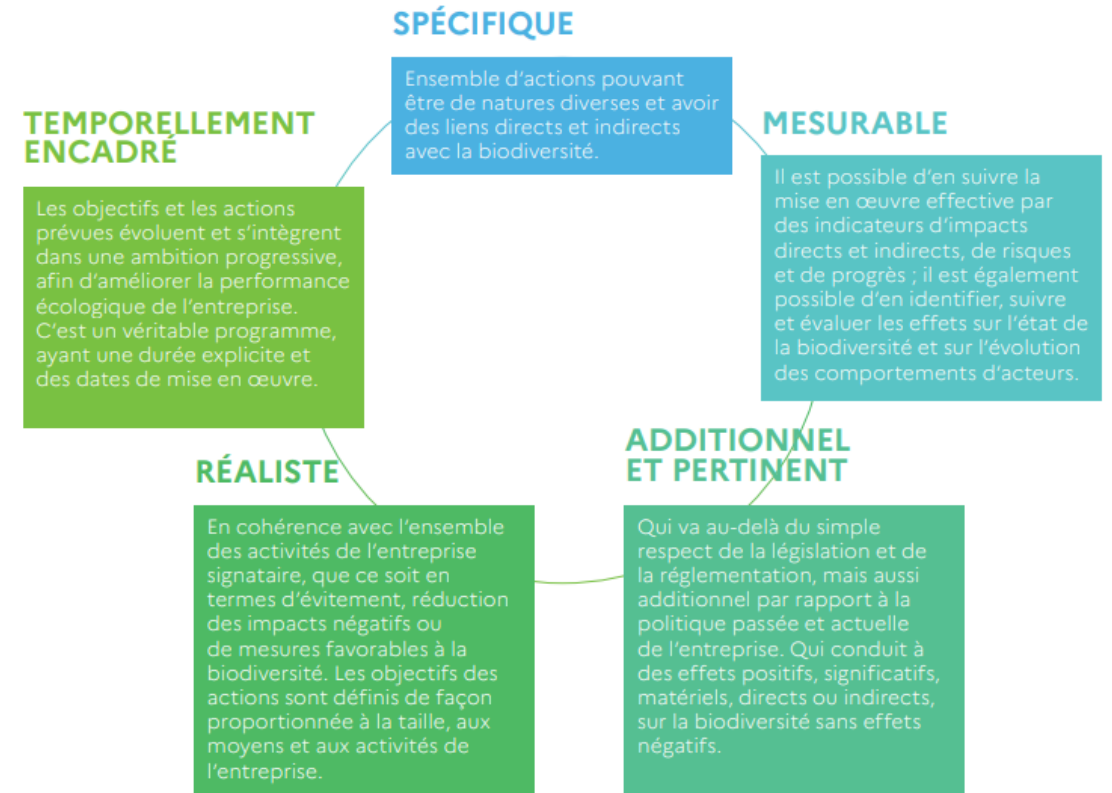 SPÉCIFIQUE
Ensemble d’actions pouvant
être de natures diverses et avoir
des liens directs et indirects
avec la biodiversité.
MESURABLE
Il est possible d’en suivre la
mise en œuvre effective par
des indicateurs d’impacts
directs et indirects, de risques
et de progrès ; il est également
possible d’en identifier, suivre
et évaluer les effets sur l’état de
la biodiversité et sur l’évolution
des comportements d’acteurs.
ADDITIONNEL
ET PERTINENT
Qui va au-delà du simple
respect de la législation et de
la réglementation, mais aussi
additionnel par rapport à la
politique passée et actuelle
de l’entreprise. Qui conduit à
des effets positifs, significatifs,
matériels, directs ou indirects,
sur la biodiversité sans effets
négatifs.
RÉALISTE
En cohérence avec l’ensemble
des activités de l’entreprise
signataire, que ce soit en
termes d’évitement, réduction
des impacts négatifs ou
de mesures favorables à la
biodiversité. Les objectifs des
actions sont définis de façon
proportionnée à la taille, aux
moyens et aux activités de
l’entreprise.
TEMPORELLEMENT
ENCADRÉ
Les objectifs et les actions
prévues évoluent et s’intègrent
dans une ambition progressive,
afin d’améliorer la performance
écologique de l’entreprise.
C’est un véritable programme,
ayant une durée explicite et
des dates de mise en œuvre.